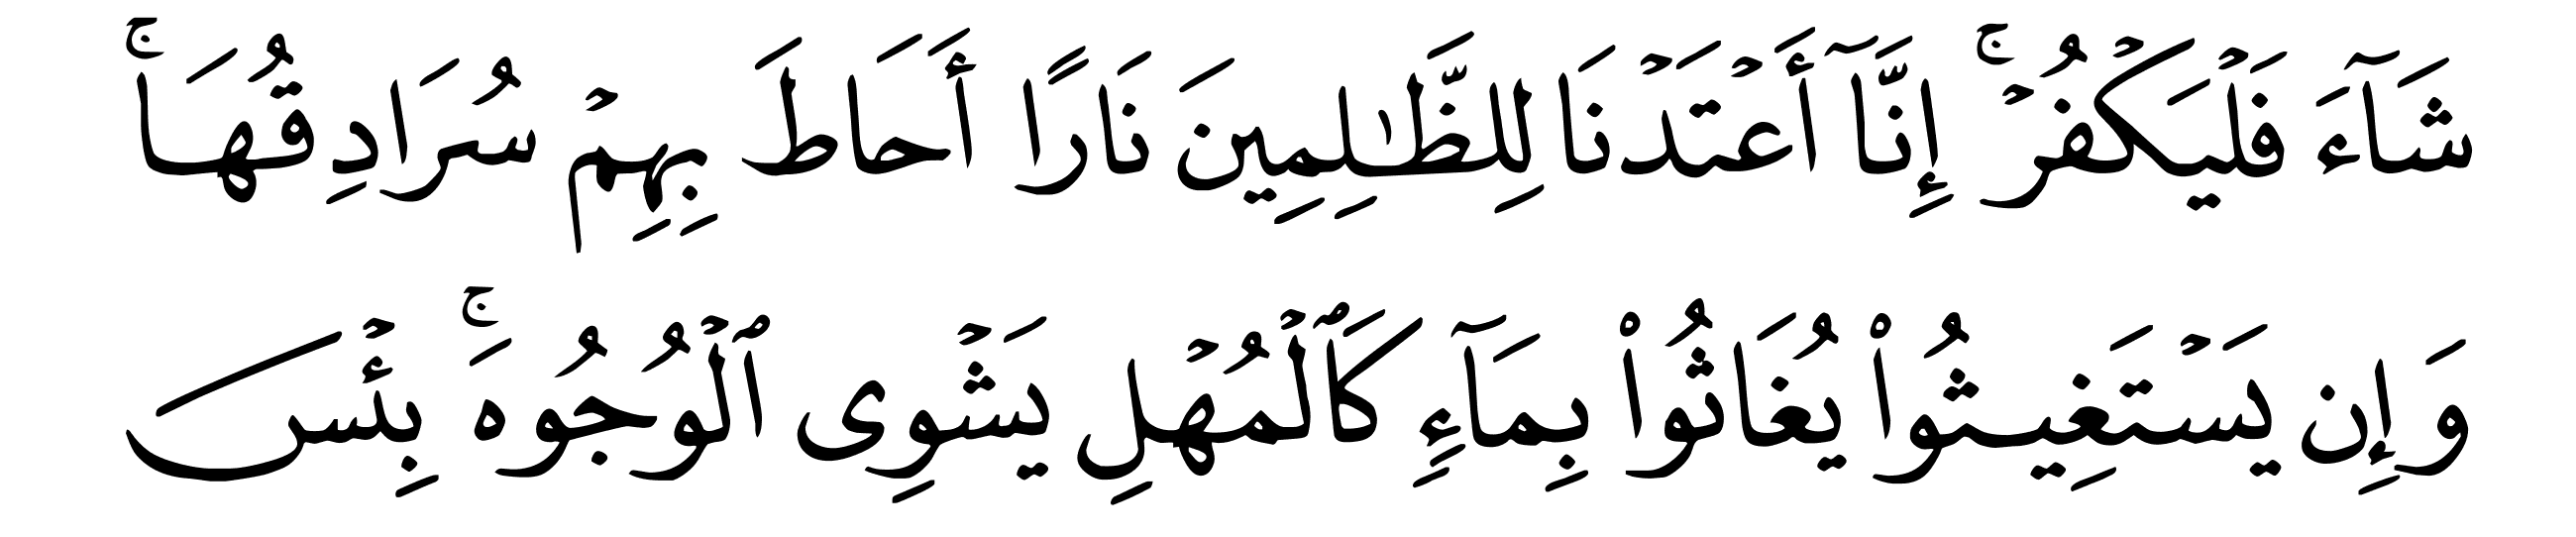 شَآءَ فَلۡيَكۡفُرۡۚ إِنَّآ أَعۡتَدۡنَا لِلظَّٰلِمِينَ نَارًا أَحَاطَ بِهِمۡ سُرَادِقُهَاۚ
وَإِن يَسۡتَغِيثُواْ يُغَاثُواْ بِمَآءٖ كَٱلۡمُهۡلِ يَشۡوِي ٱلۡوُجُوهَۚ بِئۡسَ